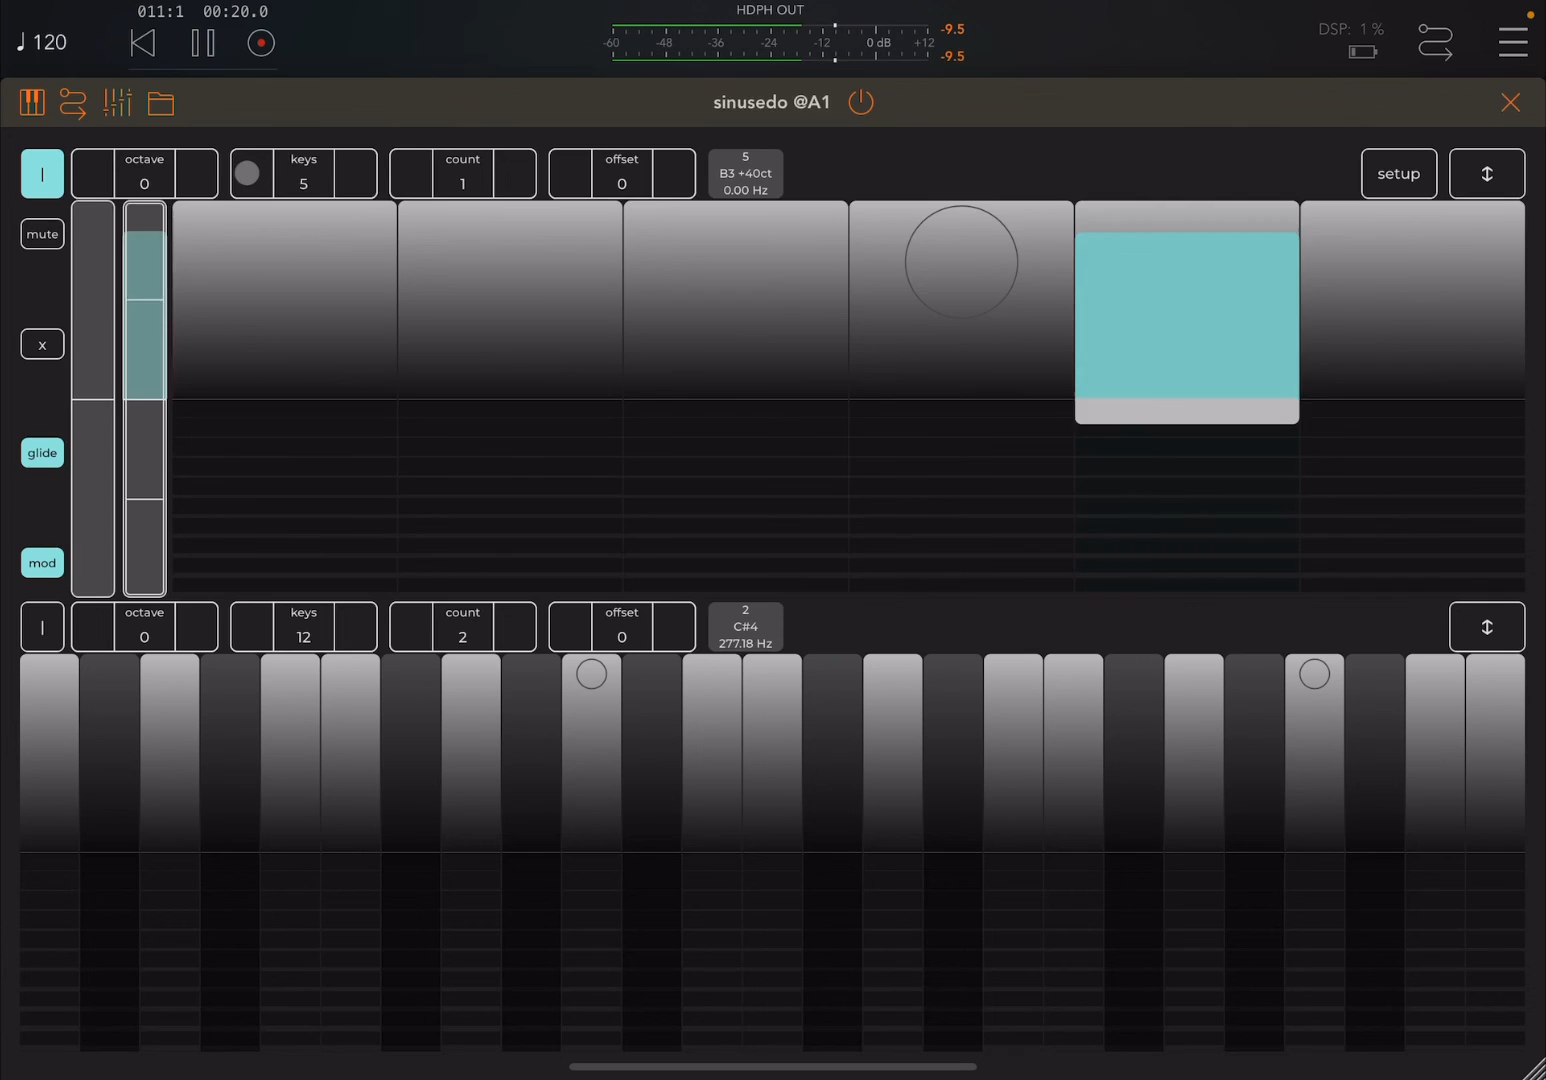 011:1 00:20.0
HDPH OUT
♩ 120
-60 -48 -36 -24 -12 0 dB +12
-9.5
-9.5
DSP: 1 %
sinusedo @A1
| octave 0 keys 5 count 1 offset 0
5
B3 +40ct
0.00 Hz
setup ↕
mute
x
glide
mod
| octave 0 keys 12 count 2 offset 0
2
C#4
277.18 Hz
↕